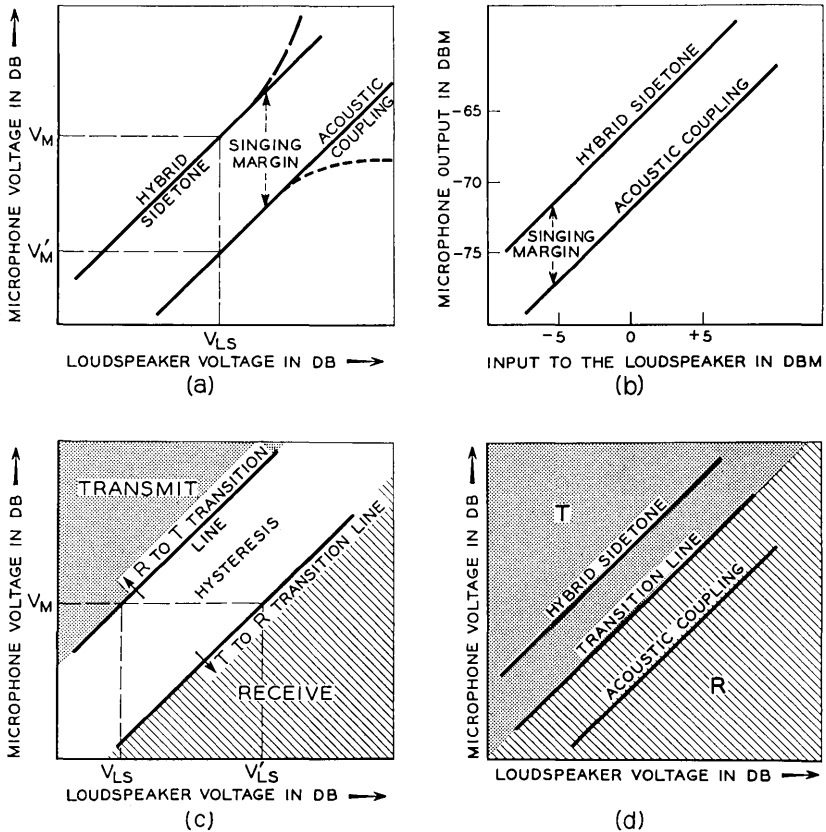 MICROPHONE VOLTAGE IN DB
V_M
V'_M
HYBRID
SIDETONE
SINGING
MARGIN
ACOUSTIC
COUPLING
V_LS
LOUDSPEAKER VOLTAGE IN DB
(a)
MICROPHONE OUTPUT IN DBM
-65
-70
-75
HYBRID SIDETONE
ACOUSTIC COUPLING
SINGING
MARGIN
-5 0 +5
INPUT TO THE LOUDSPEAKER IN DBM
(b)
MICROPHONE VOLTAGE IN DB
TRANSMIT
R TO T TRANSITION
LINE
HYSTERESIS
T TO R TRANSITION LINE
V_M
RECEIVE
V_LS V'_LS
LOUDSPEAKER VOLTAGE IN DB
(c)
MICROPHONE VOLTAGE IN DB
T
HYBRID SIDETONE
TRANSITION LINE
ACOUSTIC COUPLING
R
LOUDSPEAKER VOLTAGE IN DB
(d)